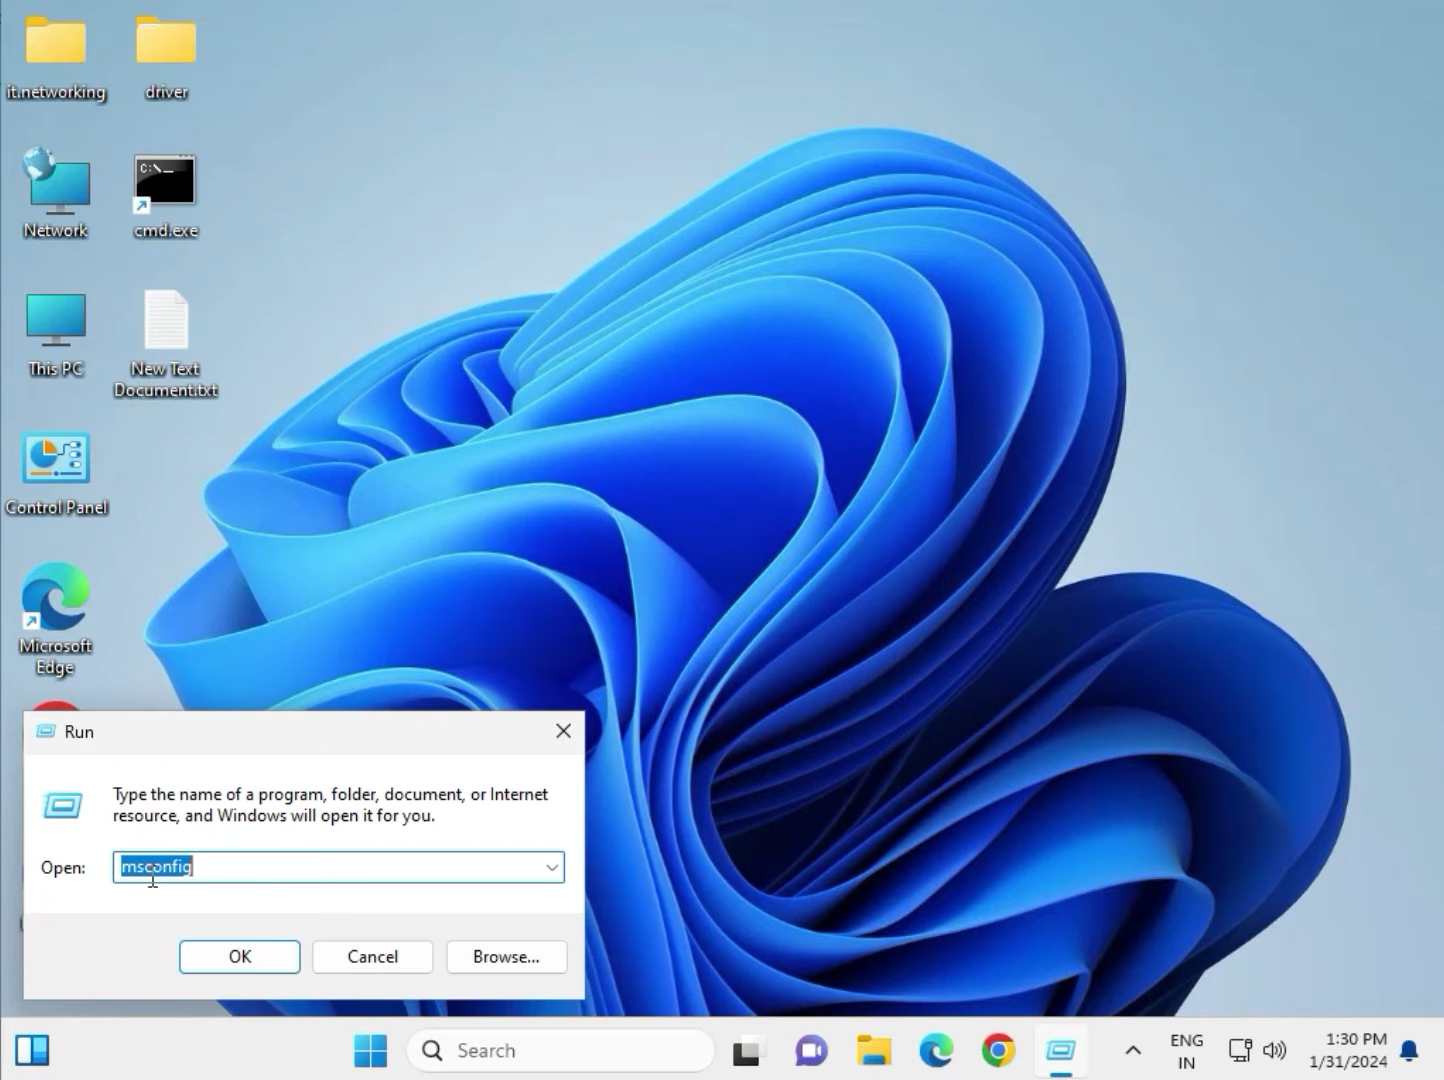 it.networking
driver
Network
C:\_
cmd.exe
This PC
New Text
Document.txt
Control Panel
Microsoft
Edge
Run
Type the name of a program, folder, document, or Internet
resource, and Windows will open it for you.
Open:
msconfig
OK
Cancel
Browse...
Search
ENG
IN
1:30 PM
1/31/2024